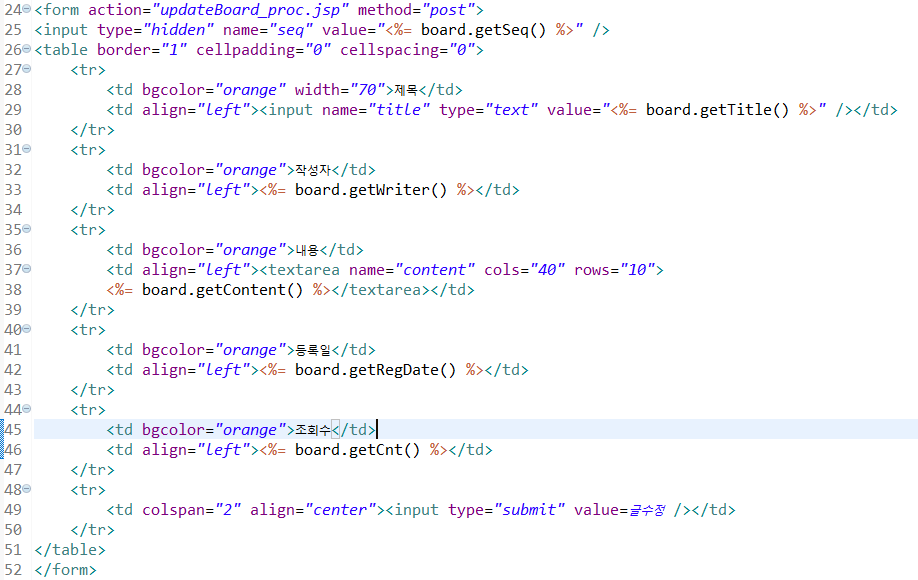 24 <form action="updateBoard_proc.jsp" method="post">
25 <input type="hidden" name="seq" value="<%= board.getSeq() %>" />
26 <table border="1" cellpadding="0" cellspacing="0">
27 <tr>
28 <td bgcolor="orange" width="70">제목</td>
29 <td align="left"><input name="title" type="text" value="<%= board.getTitle() %>" /></td>
30 </tr>
31 <tr>
32 <td bgcolor="orange">작성자</td>
33 <td align="left"><%= board.getWriter() %></td>
34 </tr>
35 <tr>
36 <td bgcolor="orange">내용</td>
37 <td align="left"><textarea name="content" cols="40" rows="10">
38 <%= board.getContent() %></textarea></td>
39 </tr>
40 <tr>
41 <td bgcolor="orange">등록일</td>
42 <td align="left"><%= board.getRegDate() %></td>
43 </tr>
44 <tr>
45 <td bgcolor="orange">조회수</td>
46 <td align="left"><%= board.getCnt() %></td>
47 </tr>
48 <tr>
49 <td colspan="2" align="center"><input type="submit" value=글수정 /></td>
50 </tr>
51 </table>
52 </form>